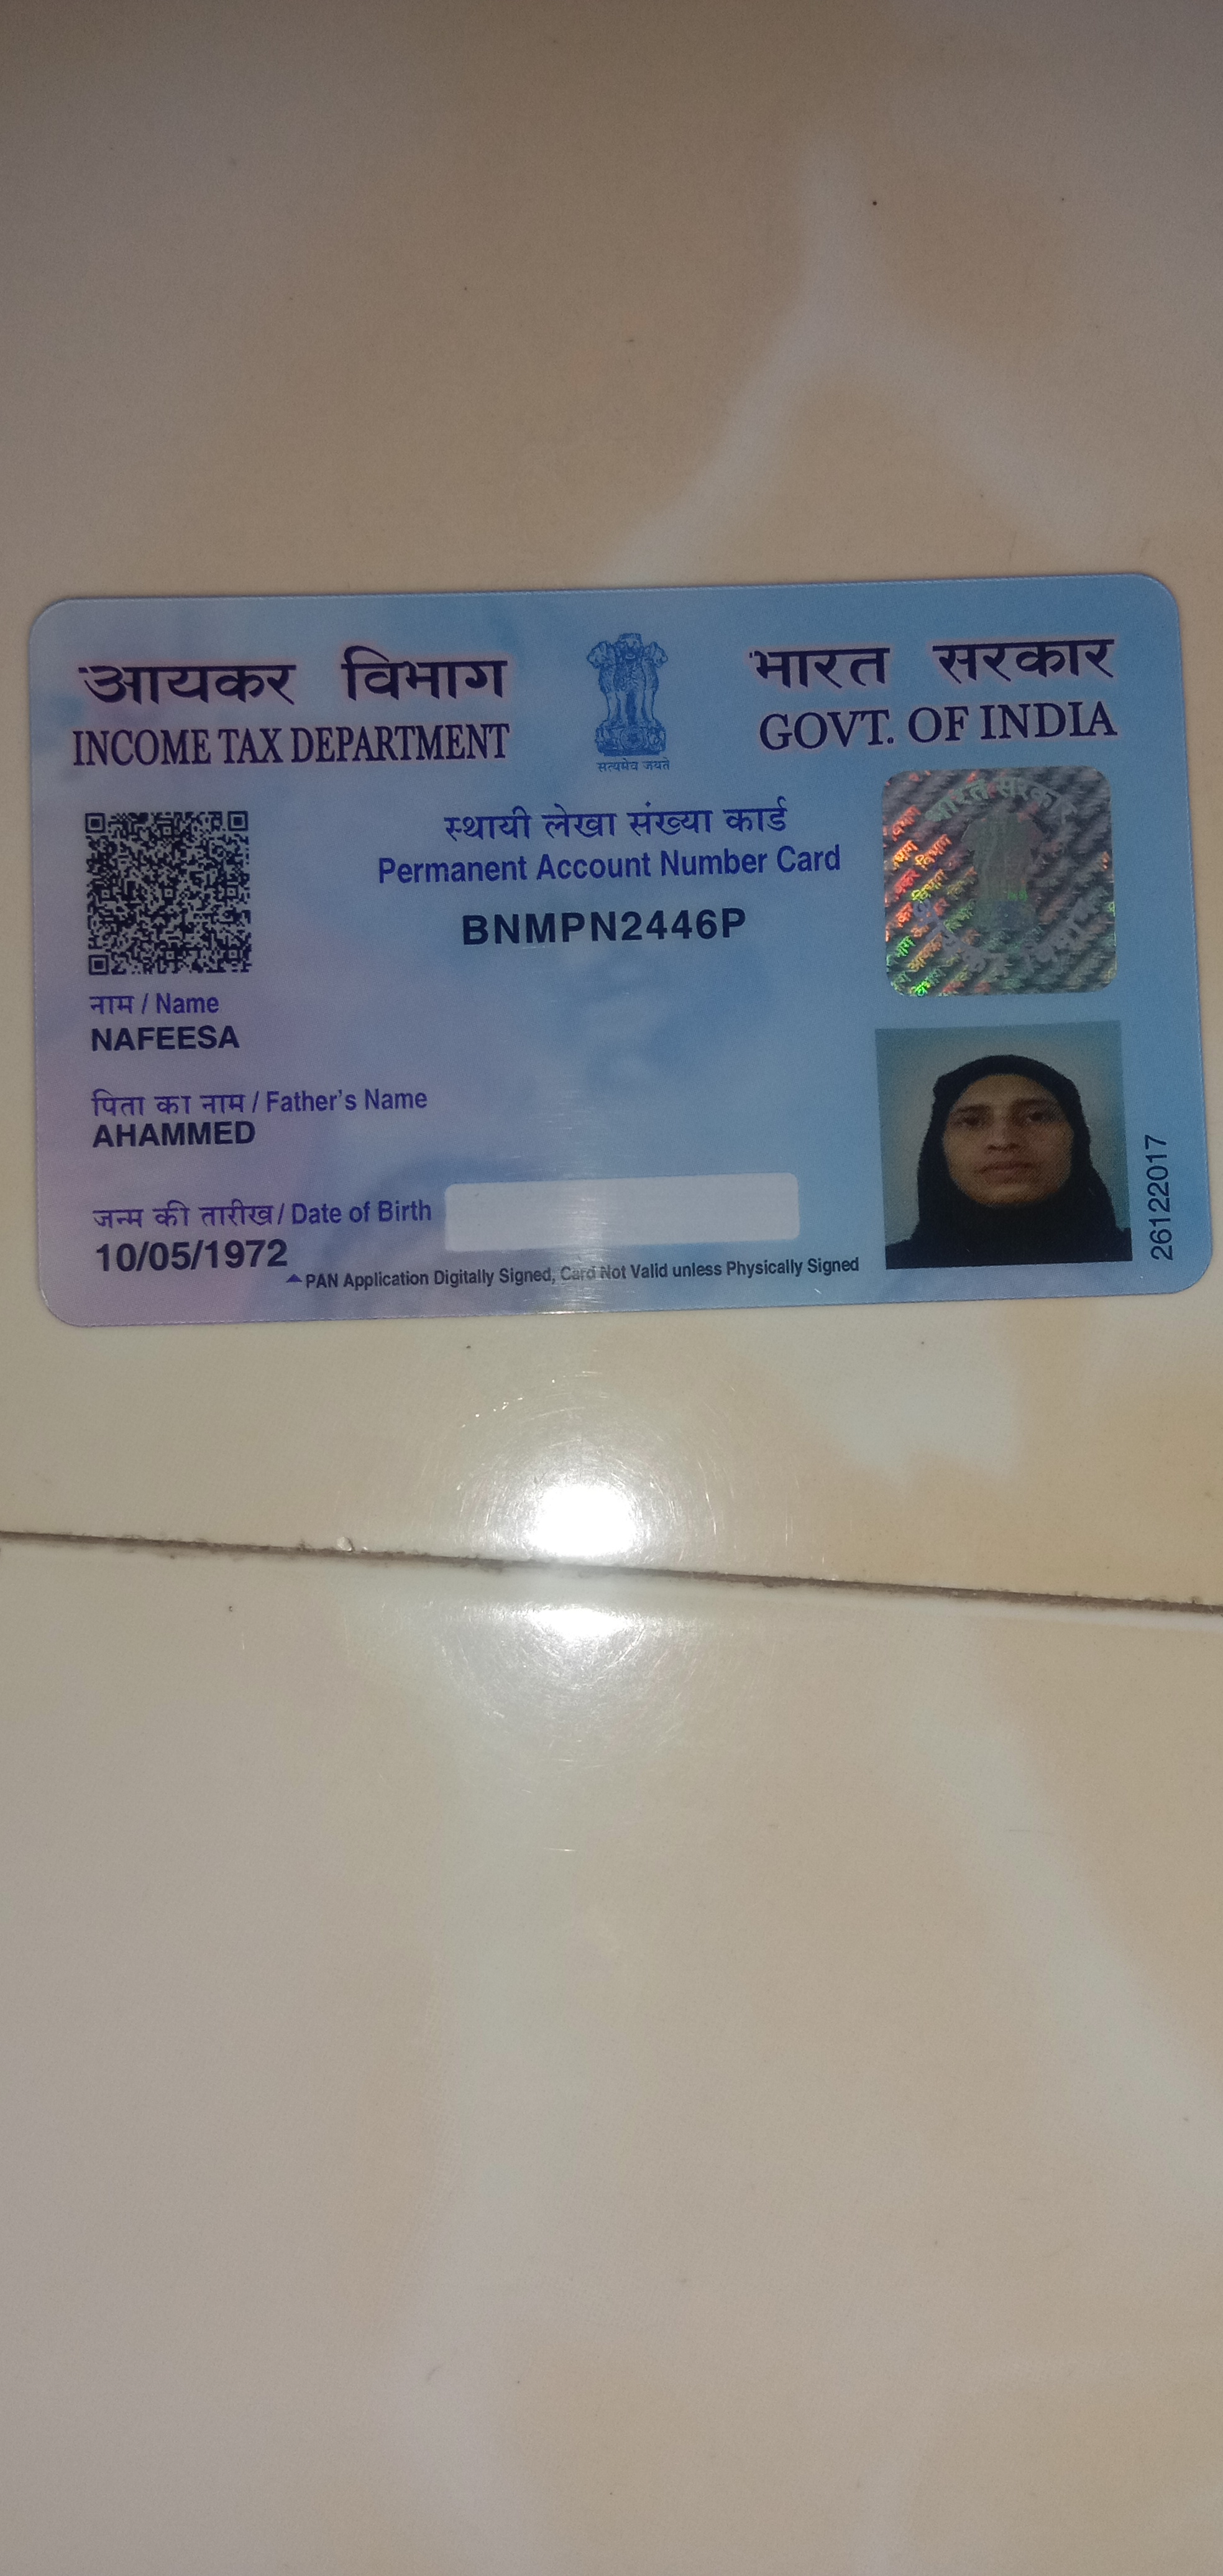 आयकर विभाग
INCOME TAX DEPARTMENT
सत्यमेव जयते
भारत सरकार
GOVT. OF INDIA
स्थायी लेखा संख्या कार्ड
Permanent Account Number Card
BNMPN2446P
भारत सरकार
नाम / Name
NAFEESA
पिता का नाम / Father's Name
AHAMMED
जन्म की तारीख / Date of Birth
10/05/1972
PAN Application Digitally Signed, Card Not Valid unless Physically Signed
26122017